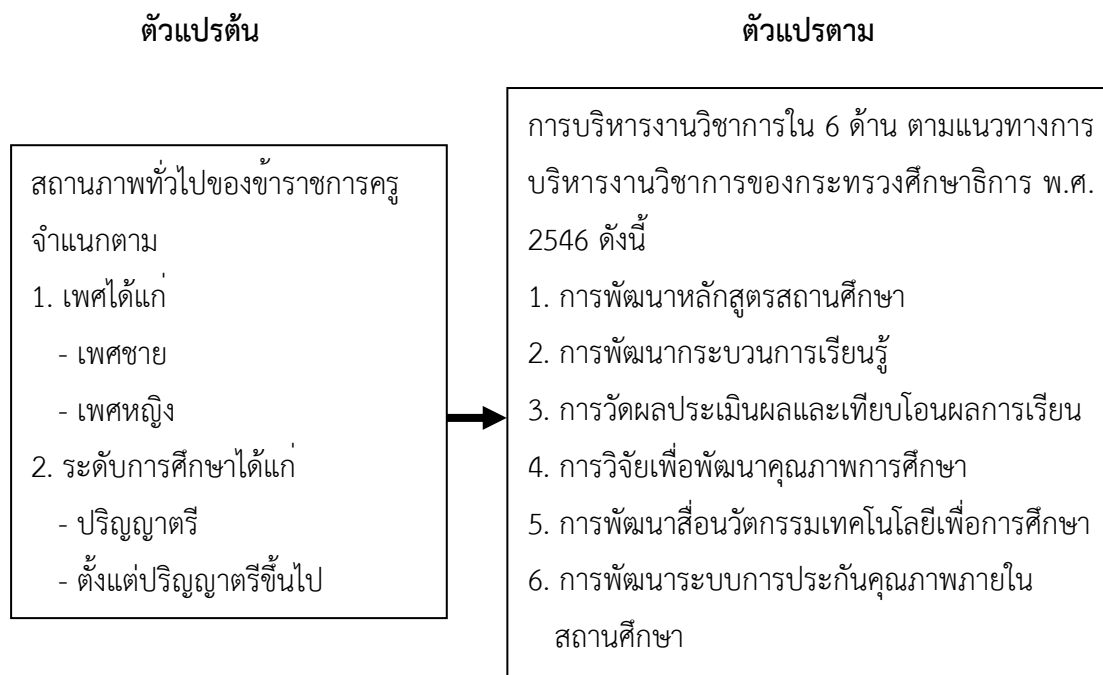 ตัวแปรต้น
ตัวแปรตาม
สถานภาพทั่วไปของข้าราชการครู
จำแนกตาม
1. เพศได้แก่
- เพศชาย
- เพศหญิง
2. ระดับการศึกษาได้แก่
- ปริญญาตรี
- ตั้งแต่ปริญญาตรีขึ้นไป
การบริหารงานวิชาการใน 6 ด้าน ตามแนวทางการ
บริหารงานวิชาการของกระทรวงศึกษาธิการ พ.ศ.
2546 ดังนี้
1. การพัฒนาหลักสูตรสถานศึกษา
2. การพัฒนากระบวนการเรียนรู้
3. การวัดผลประเมินผลและเทียบโอนผลการเรียน
4. การวิจัยเพื่อพัฒนาคุณภาพการศึกษา
5. การพัฒนาสื่อนวัตกรรมเทคโนโลยีเพื่อการศึกษา
6. การพัฒนาระบบการประกันคุณภาพภายใน
สถานศึกษา